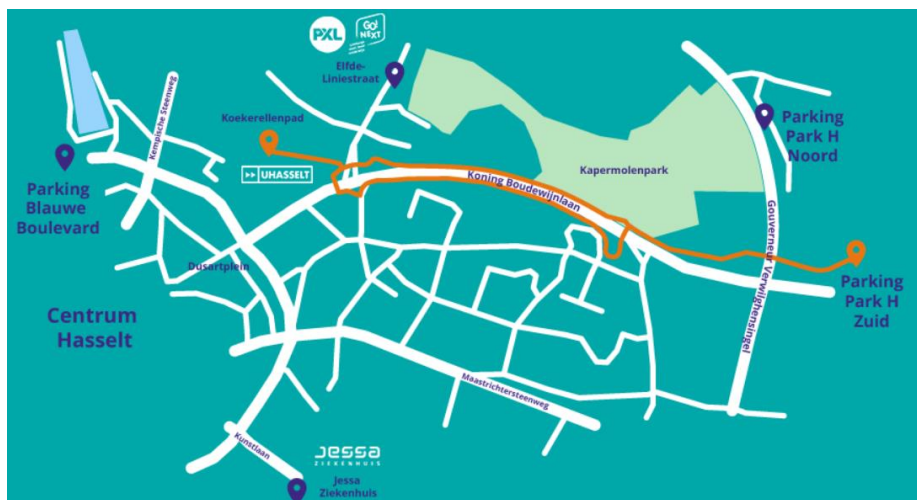 PXL
GO!
NEXT
Elfde-
Liniestraat
Koekerellenpad
Kempische Steenweg
UHASSELT
Parking
Blauwe
Boulevard
Kapermolenpark
Koning Boudewijnlaan
Parking
Park H
Noord
Gouverneur Verwilghensingel
Dusartplein
Parking
Park H
Zuid
Centrum
Hasselt
Maastrichtersteenweg
Kunstlaan
Jessa
ZIEKENHUIS
Jessa
Ziekenhuis